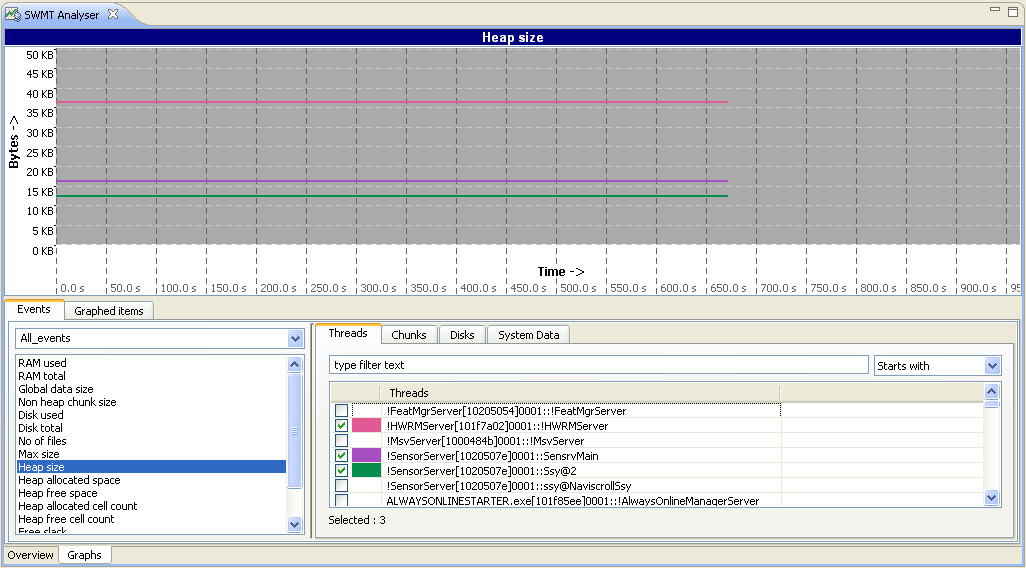 SWMT Analyser
Heap size
50 KB
45 KB
40 KB
35 KB
30 KB
25 KB
20 KB
15 KB
10 KB
5 KB
0 KB
Bytes ->
Time ->
0.0 s 50.0 s 100.0 s 150.0 s 200.0 s 250.0 s 300.0 s 350.0 s 400.0 s 450.0 s 500.0 s 550.0 s 600.0 s 650.0 s 700.0 s 750.0 s 800.0 s 850.0 s 900.0 s 95
Events Graphed items
All_events
RAM used
RAM total
Global data size
Non heap chunk size
Disk used
Disk total
No of files
Max size
Heap size
Heap allocated space
Heap free space
Heap allocated cell count
Heap free cell count
Free slack
Threads Chunks Disks System Data
type filter text Starts with
Threads
!FeatMgrServer[10205054]0001::!FeatMgrServer
!HWRMServer[101f7a02]0001::!HWRMServer
!MsvServer[1000484b]0001::!MsvServer
!SensorServer[1020507e]0001::SensrvMain
!SensorServer[1020507e]0001::Ssy@2
!SensorServer[1020507e]0001::ssy@NaviscrollSsy
ALWAYSONLINESTARTER.exe[101f85ee]0001::!AlwaysOnlineManagerServer
Selected : 3
Overview Graphs